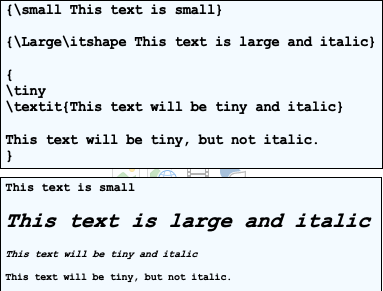 {\small This text is small}
{\Large\itshape This text is large and italic}
{
\tiny
\textit{This text will be tiny and italic}
This text will be tiny, but not italic.
}
This text is small
This text is large and italic
This text will be tiny and italic
This text will be tiny, but not italic.